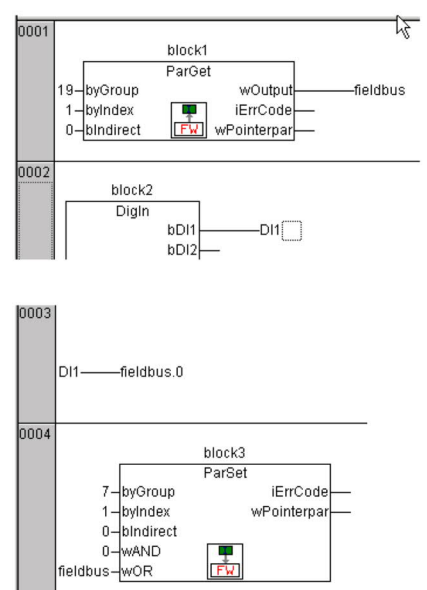 0001
block1
ParGet
19 byGroup wOutput fieldbus
1 byIndex iErrCode
0 bIndirect FW wPointerpar
0002
block2
DigIn
bDI1 DI1
bDI2
0003
DI1 fieldbus.0
0004
block3
ParSet
7 byGroup iErrCode
1 byIndex wPointerpar
0 bIndirect
0 wAND
fieldbus wOR FW